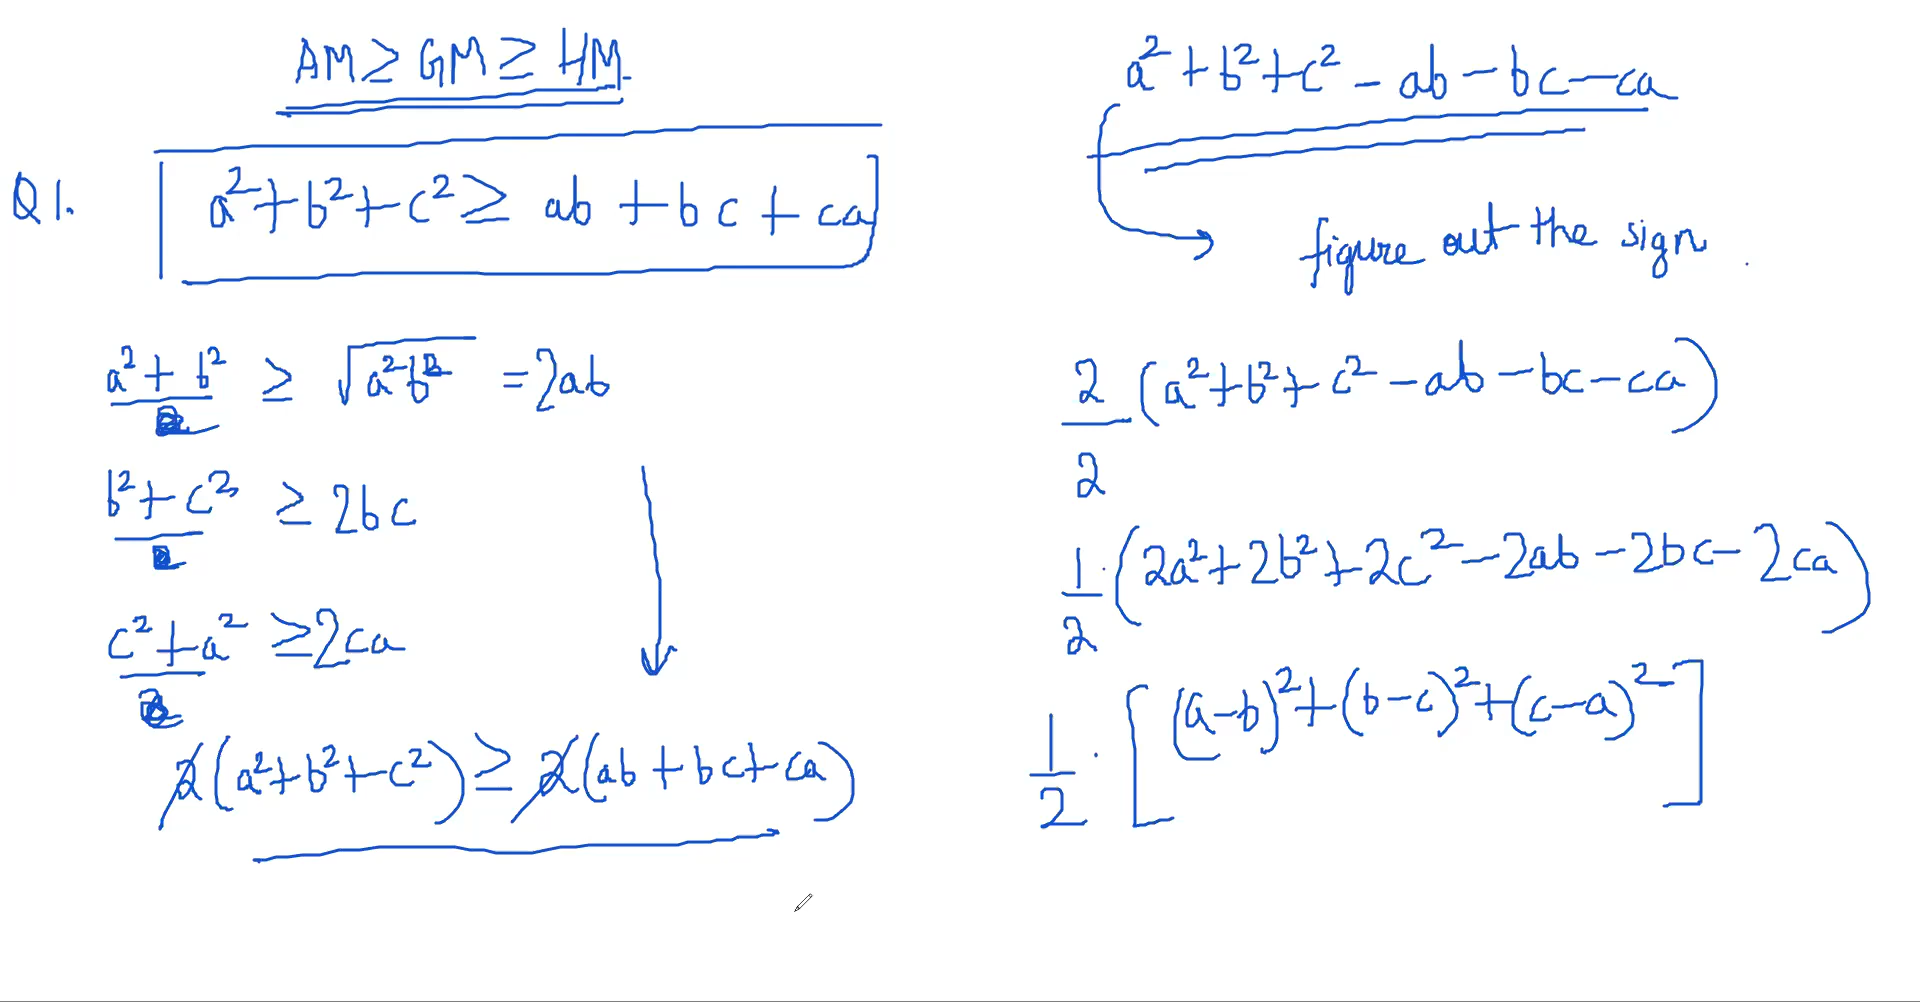 AM ≥ GM ≥ HM
Q1. a² + b² + c² ≥ ab + bc + ca
a² + b² / 2 ≥ √a²b² = 2ab
b² + c² / 2 ≥ 2bc
c² + a² / 2 ≥ 2ca
2(a² + b² + c²) ≥ 2(ab + bc + ca)
a² + b² + c² - ab - bc - ca
figure out the sign.
2/2 (a² + b² + c² - ab - bc - ca)
1/2 · (2a² + 2b² + 2c² - 2ab - 2bc - 2ca)
1/2 · [(a-b)² + (b-c)² + (c-a)²]